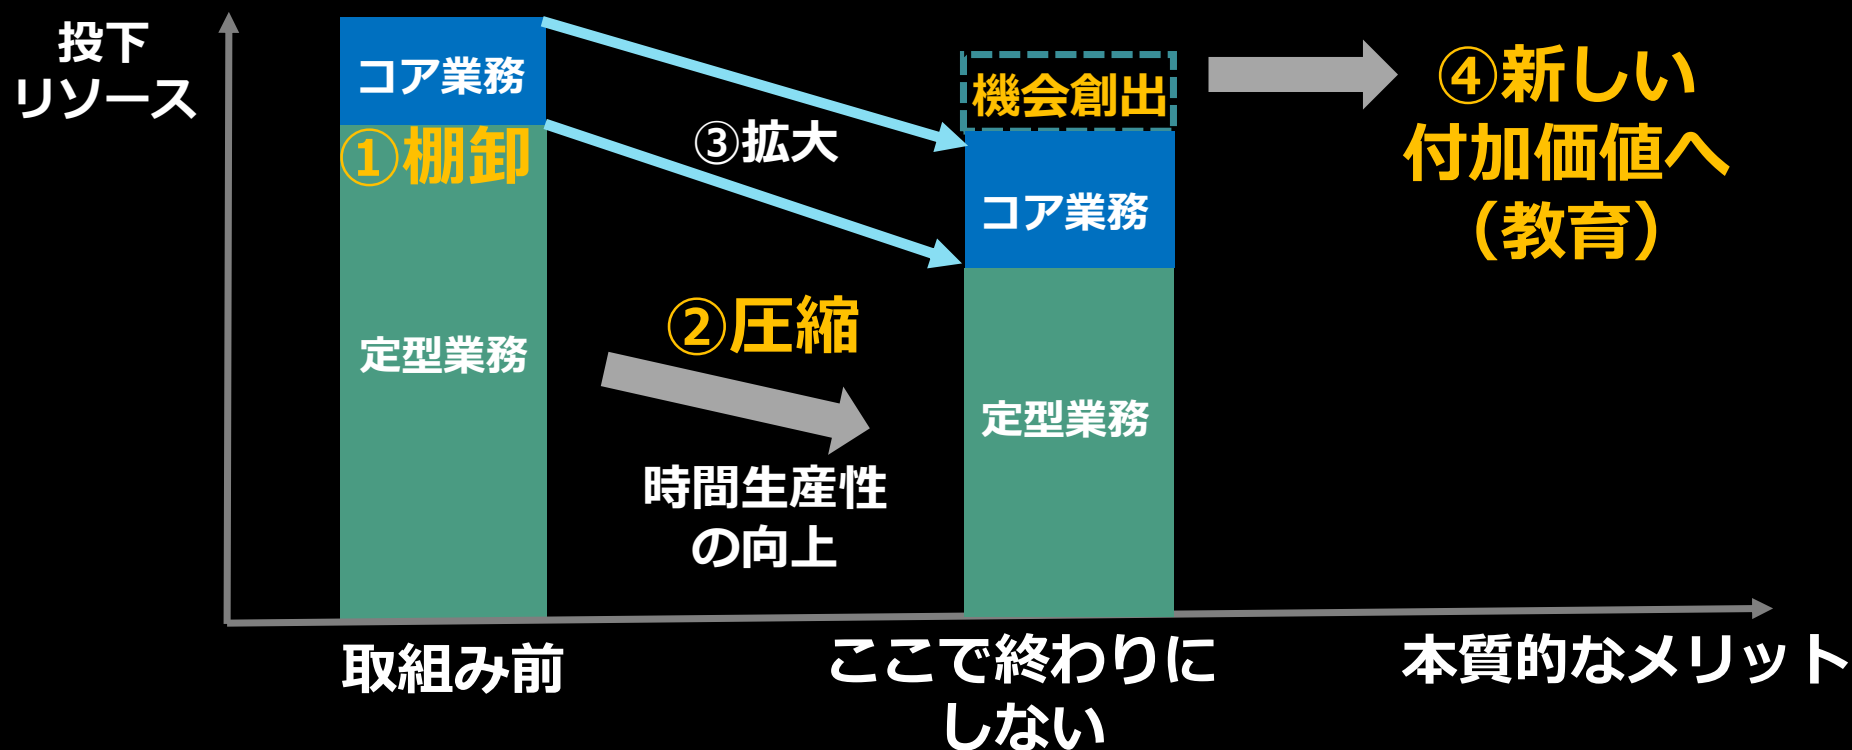 投下
リソース
コア業務
①棚卸
定型業務
③拡大
②圧縮
時間生産性
の向上
機会創出
コア業務
定型業務
④新しい
付加価値へ
（教育）
取組み前
ここで終わりに
しない
本質的なメリット